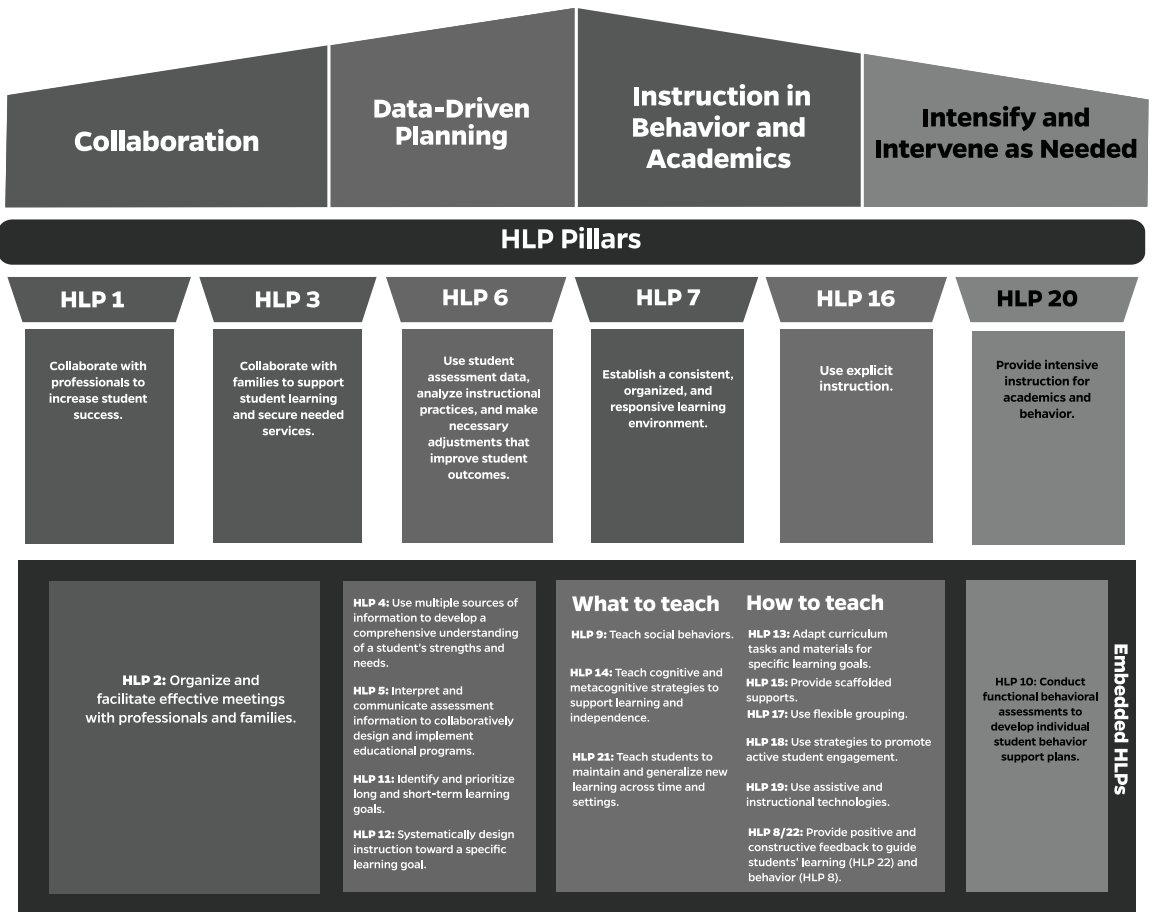 Collaboration
Data-Driven
Planning
Instruction in
Behavior and
Academics
Intensify and
Intervene as Needed
HLP Pillars
HLP 1
Collaborate with
professionals to
increase student
success.
HLP 3
Collaborate with
families to support
student learning
and secure needed
services.
HLP 6
Use student
assessment data,
analyze instructional
practices, and make
necessary
adjustments that
improve student
outcomes.
HLP 7
Establish a consistent,
organized, and
responsive learning
environment.
HLP 16
Use explicit
instruction.
HLP 20
Provide intensive
instruction for
academics and
behavior.
HLP 2: Organize and
facilitate effective meetings
with professionals and families.
HLP 4: Use multiple sources of
information to develop a
comprehensive understanding
of a student's strengths and
needs.
HLP 5: Interpret and
communicate assessment
information to collaboratively
design and implement
educational programs.
HLP 11: Identify and prioritize
long and short-term learning
goals.
HLP 12: Systematically design
instruction toward a specific
learning goal.
What to teach
HLP 9: Teach social behaviors.
HLP 14: Teach cognitive and
metacognitive strategies to
support learning and
independence.
HLP 21: Teach students to
maintain and generalize new
learning across time and
settings.
How to teach
HLP 13: Adapt curriculum
tasks and materials for
specific learning goals.
HLP 15: Provide scaffolded
supports.
HLP 17: Use flexible grouping.
HLP 18: Use strategies to promote
active student engagement.
HLP 19: Use assistive and
instructional technologies.
HLP 8/22: Provide positive and
constructive feedback to guide
students' learning (HLP 22) and
behavior (HLP 8).
HLP 10: Conduct
functional behavioral
assessments to
develop individual
student behavior
support plans.
Embedded HLPs